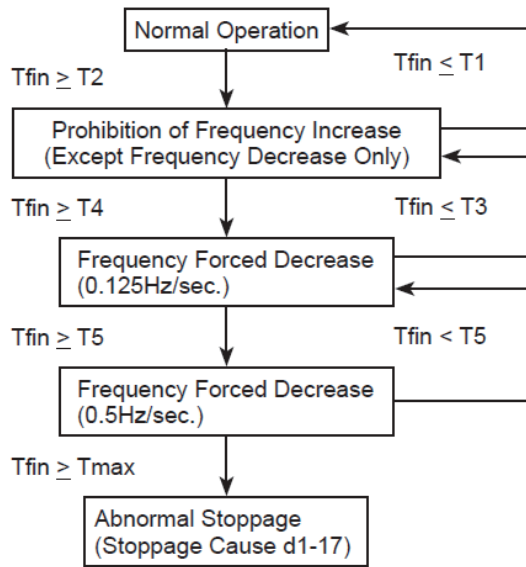 Normal Operation
Tfin ≥ T2
Tfin ≤ T1
Prohibition of Frequency Increase
(Except Frequency Decrease Only)
Tfin ≥ T4
Tfin ≤ T3
Frequency Forced Decrease
(0.125Hz/sec.)
Tfin ≥ T5
Tfin < T5
Frequency Forced Decrease
(0.5Hz/sec.)
Tfin ≥ Tmax
Abnormal Stoppage
(Stoppage Cause d1-17)